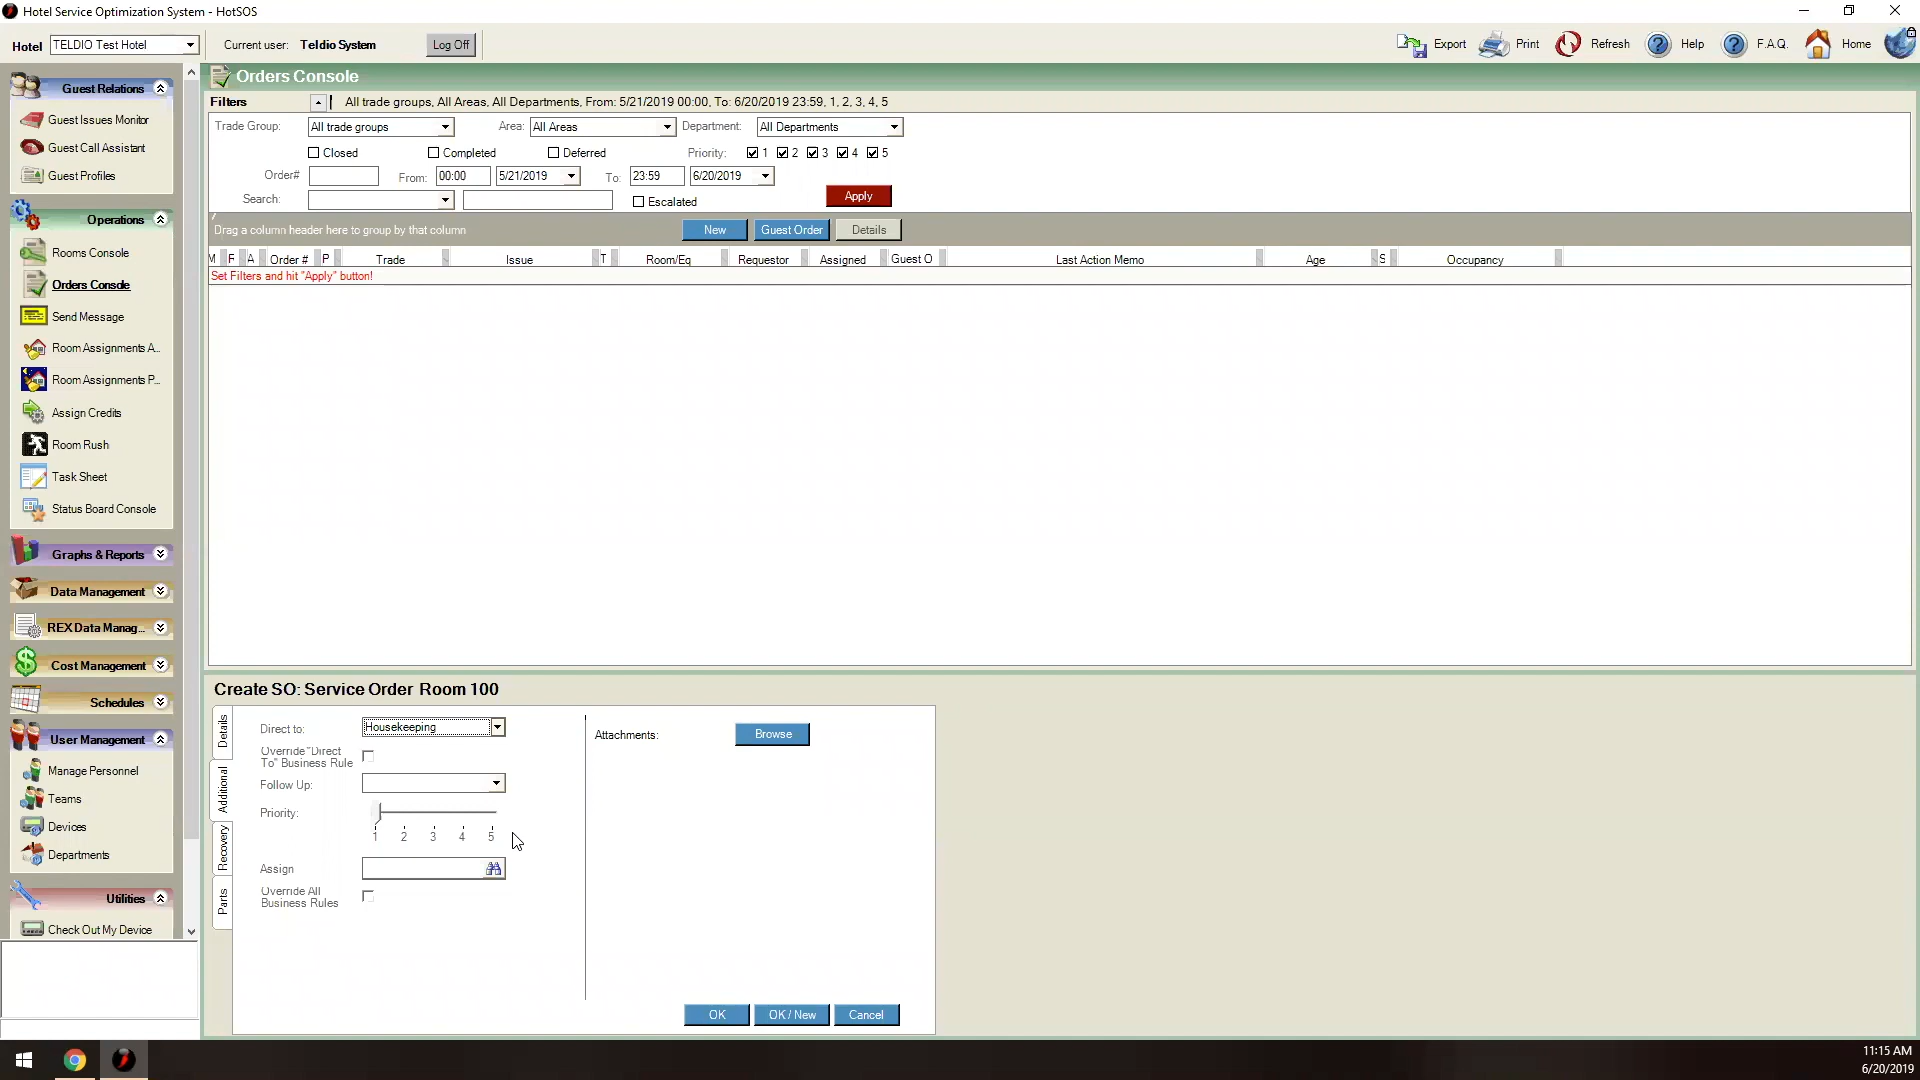 Hotel Service Optimization System - HotSOS
Hotel TELDIO Test Hotel Current user: Teldio System Log Off Export Print Refresh Help F.A.Q. Home
Guest Relations
Guest Issues Monitor
Guest Call Assistant
Guest Profiles
Operations
Rooms Console
Orders Console
Send Message
Room Assignments A...
Room Assignments P...
Assign Credits
Room Rush
Task Sheet
Status Board Console
Graphs & Reports
Data Management
REX Data Manag...
Cost Management
Schedules
User Management
Manage Personnel
Teams
Devices
Departments
Utilities
Check Out My Device
Orders Console
Filters All trade groups, All Areas, All Departments, From: 5/21/2019 00:00, To: 6/20/2019 23:59, 1, 2, 3, 4, 5
Trade Group: All trade groups Area: All Areas Department: All Departments
Closed Completed Deferred Priority: 1 2 3 4 5
Order# From: 00:00 5/21/2019 To: 23:59 6/20/2019
Search: Escalated Apply
Drag a column header here to group by that column New Guest Order Details
M F A Order # P Trade Issue T Room/Eq Requestor Assigned Guest O Last Action Memo Age S Occupancy
Set Filters and hit "Apply" button!
Create SO: Service Order Room 100
Details
Additional
Recovery
Parts
Direct to: Housekeeping
Override "Direct
To" Business Rule
Follow Up:
Priority:
1 2 3 4 5
Assign
Override All
Business Rules
Attachments: Browse
OK OK / New Cancel
11:15 AM
6/20/2019